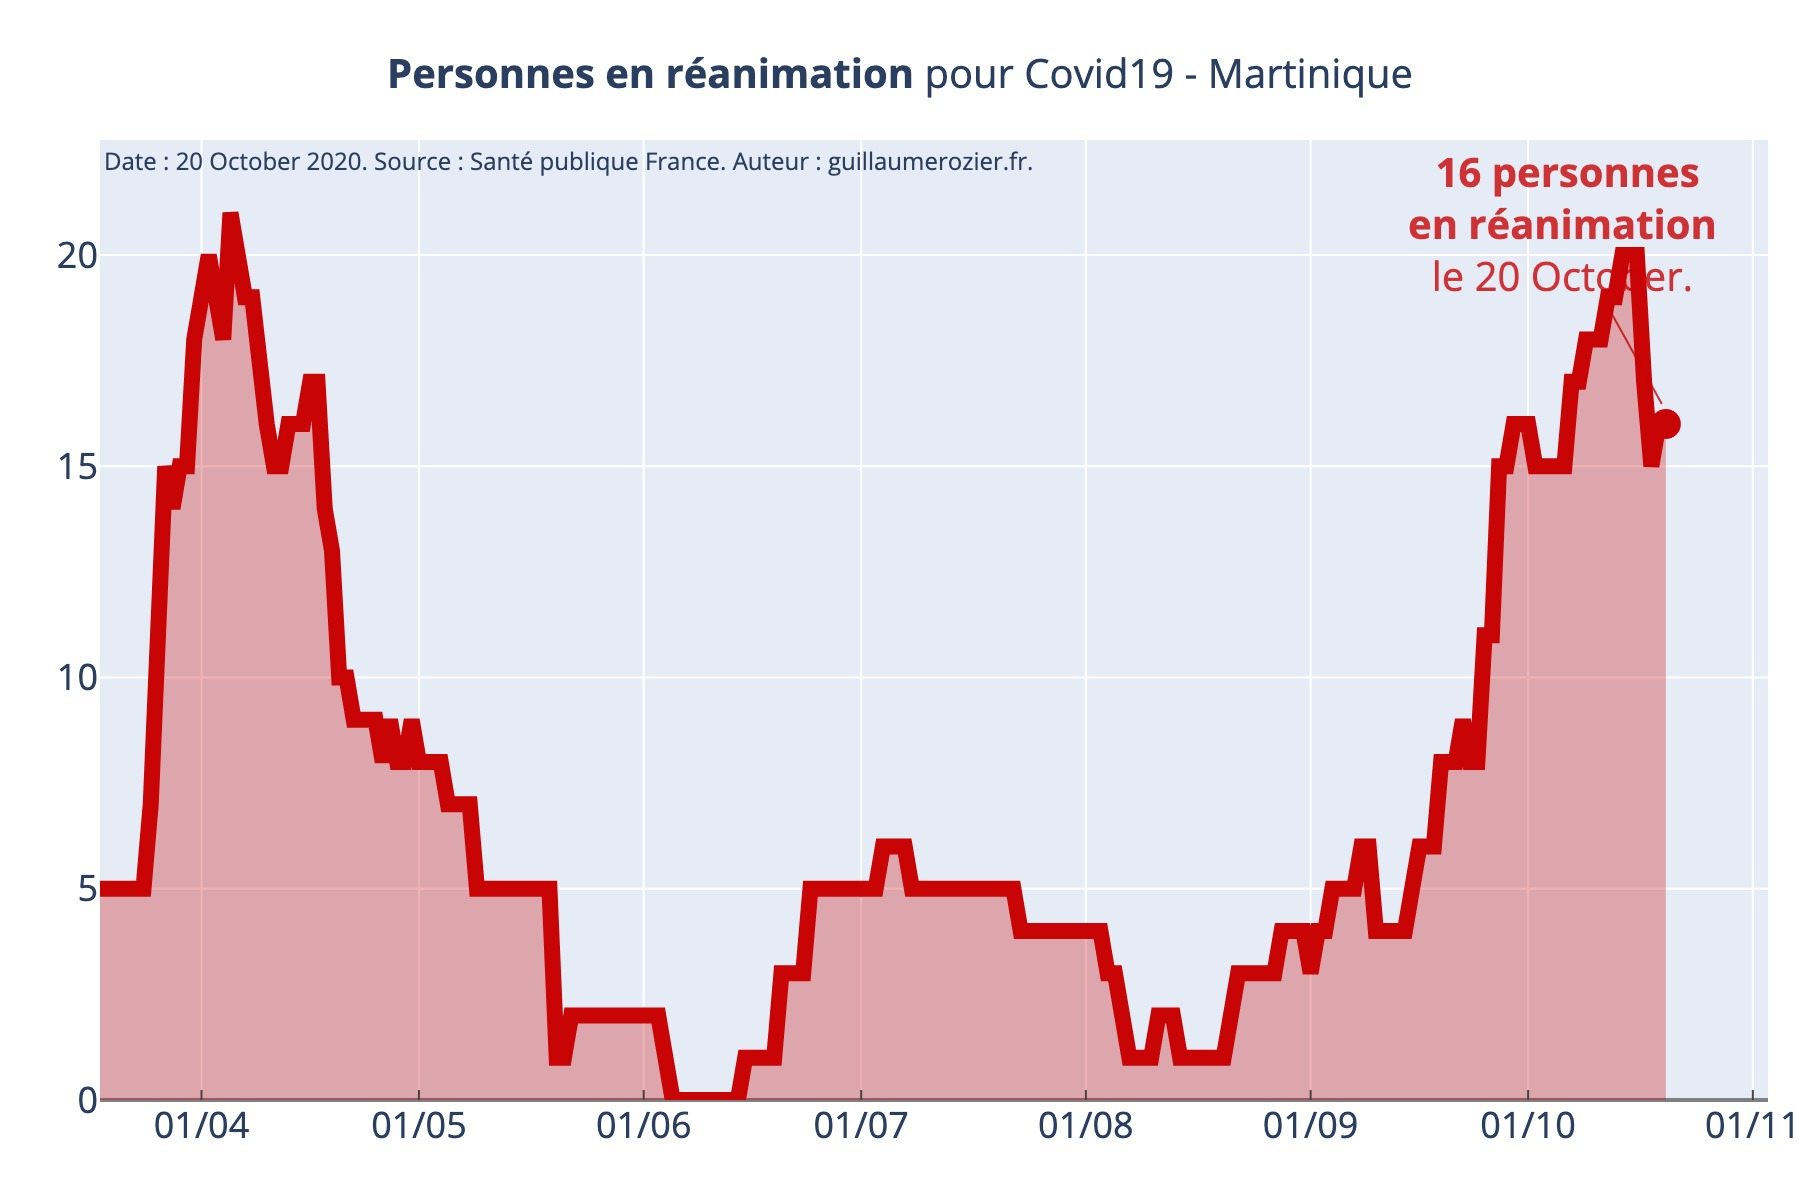 Personnes en réanimation pour Covid19 - Martinique
Date : 20 October 2020. Source : Santé publique France. Auteur : guillaumerozier.fr.
16 personnes
en réanimation
le 20 October.
20
15
10
5
0
01/04 01/05 01/06 01/07 01/08 01/09 01/10 01/11